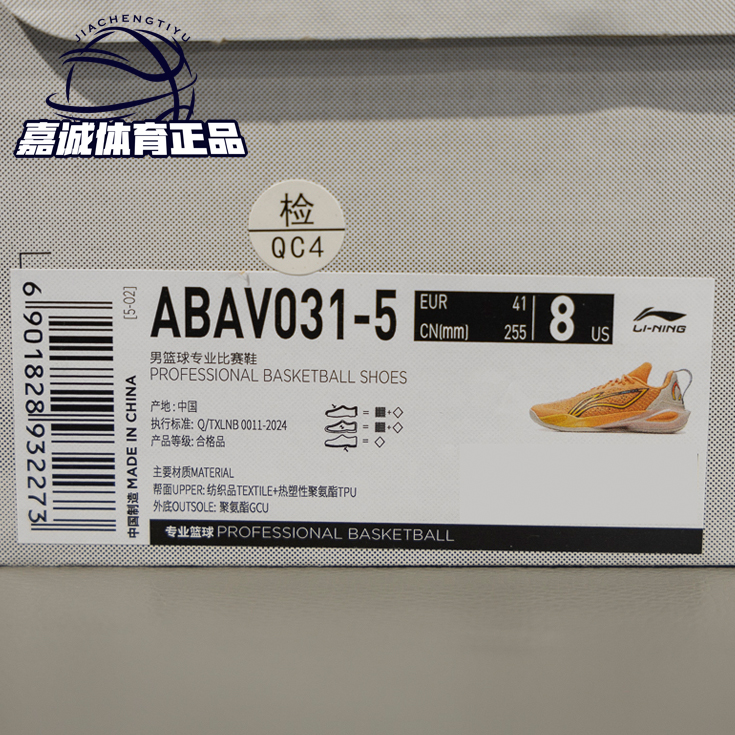 JIACHENGTIYU
嘉诚体育正品
检
QC4
6901828932273
[5-02]
中国制造 MADE IN CHINA
ABAV031-5
EUR 41
CN(mm) 255
8 US
LI-NING
男篮球专业比赛鞋
PROFESSIONAL BASKETBALL SHOES
产地: 中国
执行标准: Q/TXLNB 0011-2024
产品等级: 合格品
主要材质MATERIAL
帮面UPPER: 纺织品TEXTILE+热塑性聚氨酯TPU
外底OUTSOLE: 聚氨酯GCU
专业篮球 PROFESSIONAL BASKETBALL